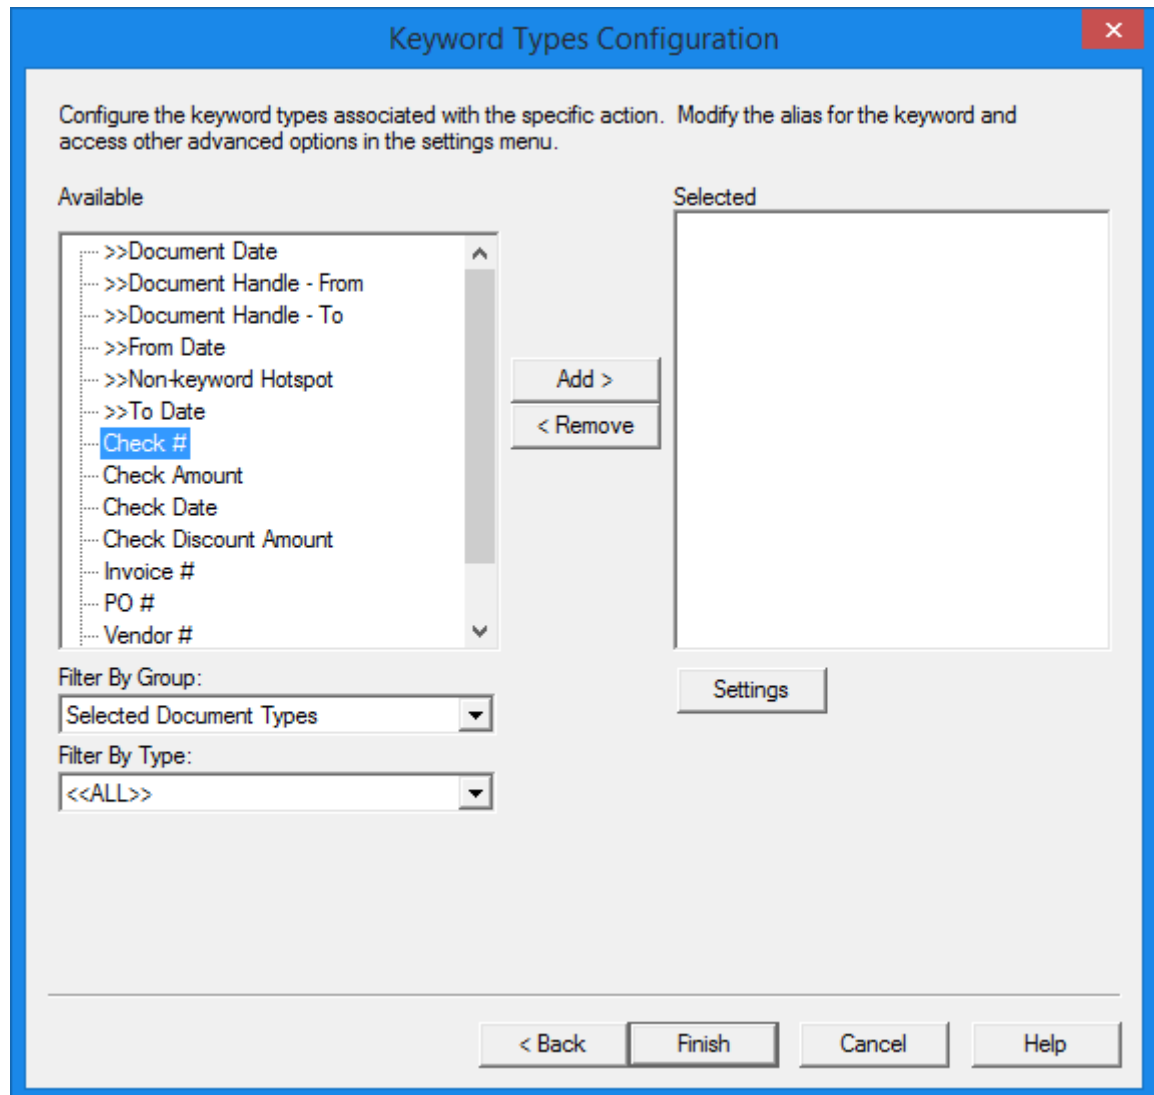 Keyword Types Configuration
Configure the keyword types associated with the specific action. Modify the alias for the keyword and
access other advanced options in the settings menu.
Available
>>Document Date
>>Document Handle - From
>>Document Handle - To
>>From Date
>>Non-keyword Hotspot
>>To Date
Check #
Check Amount
Check Date
Check Discount Amount
Invoice #
PO #
Vendor #
Add >
< Remove
Selected
Settings
Filter By Group:
Selected Document Types
Filter By Type:
<<ALL>>
< Back
Finish
Cancel
Help